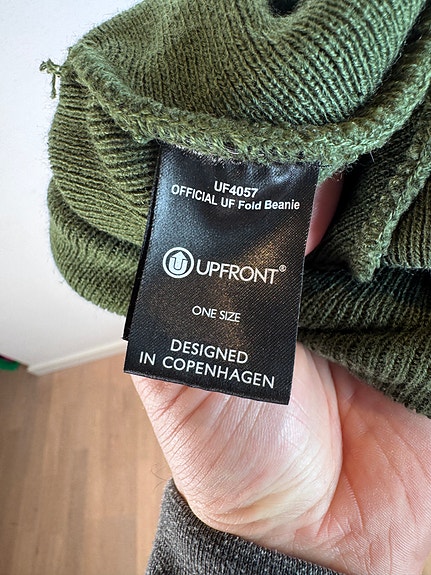 UF4057
OFFICIAL UF Fold Beanie
UPFRONT®
ONE SIZE
DESIGNED
IN COPENHAGEN